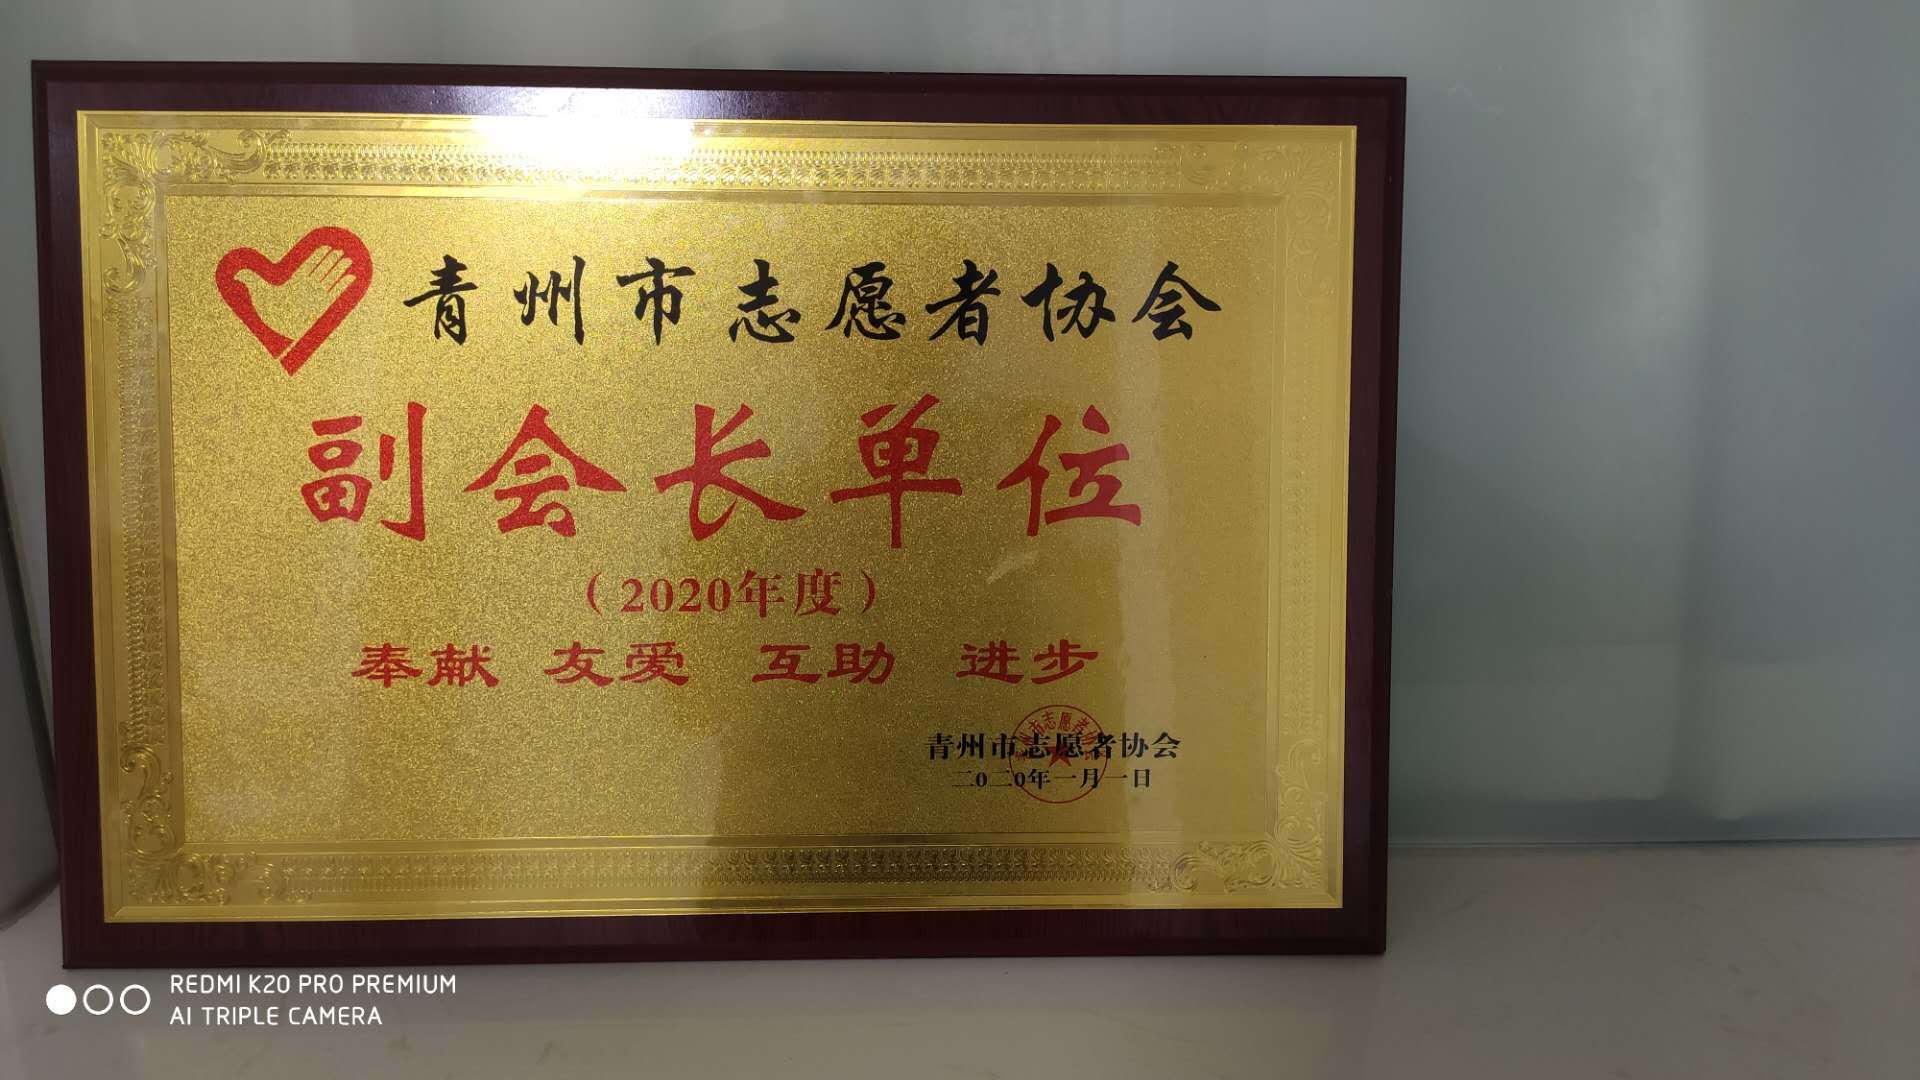 青州市志愿者协会
副会长单位
（2020年度）
奉献 友爱 互助 进步
青州市志愿者协会
二0二0年一月一日
REDMI K20 PRO PREMIUM
AI TRIPLE CAMERA